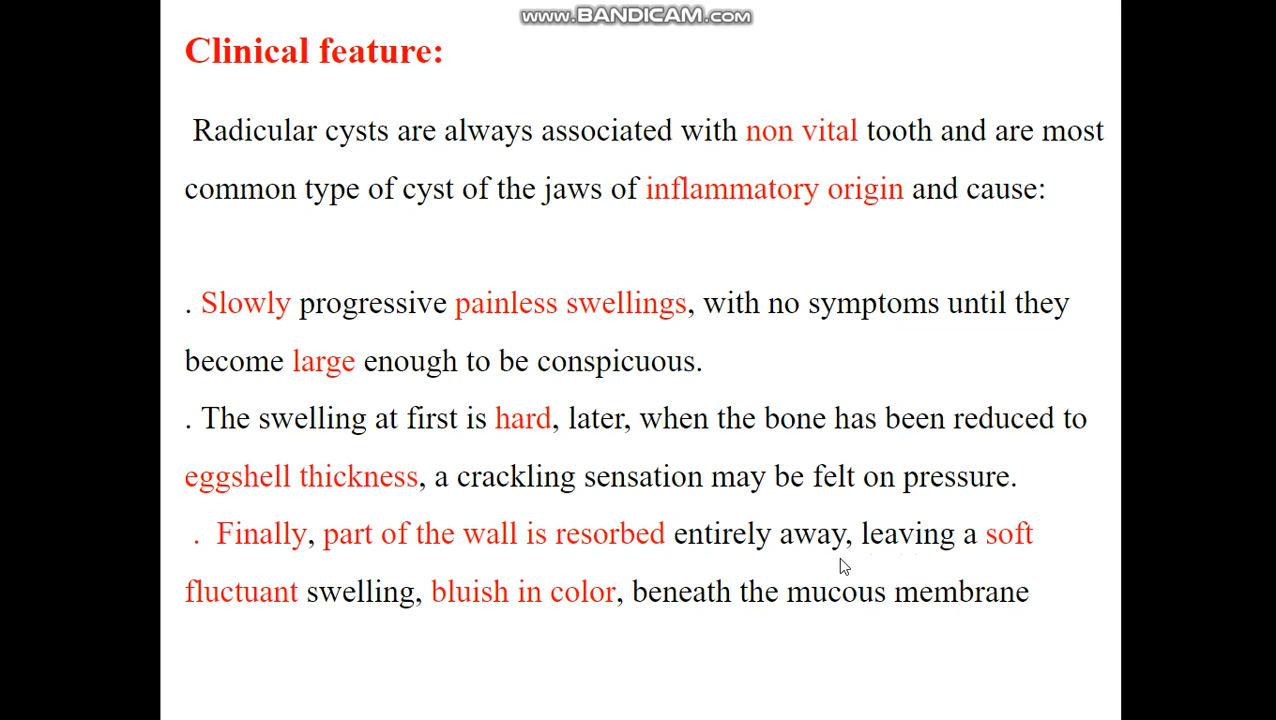 WWW.BANDICAM.COM
Clinical feature:
Radicular cysts are always associated with non vital tooth and are most
common type of cyst of the jaws of inflammatory origin and cause:
. Slowly progressive painless swellings, with no symptoms until they
become large enough to be conspicuous.
. The swelling at first is hard, later, when the bone has been reduced to
eggshell thickness, a crackling sensation may be felt on pressure.
. Finally, part of the wall is resorbed entirely away, leaving a soft
fluctuant swelling, bluish in color, beneath the mucous membrane